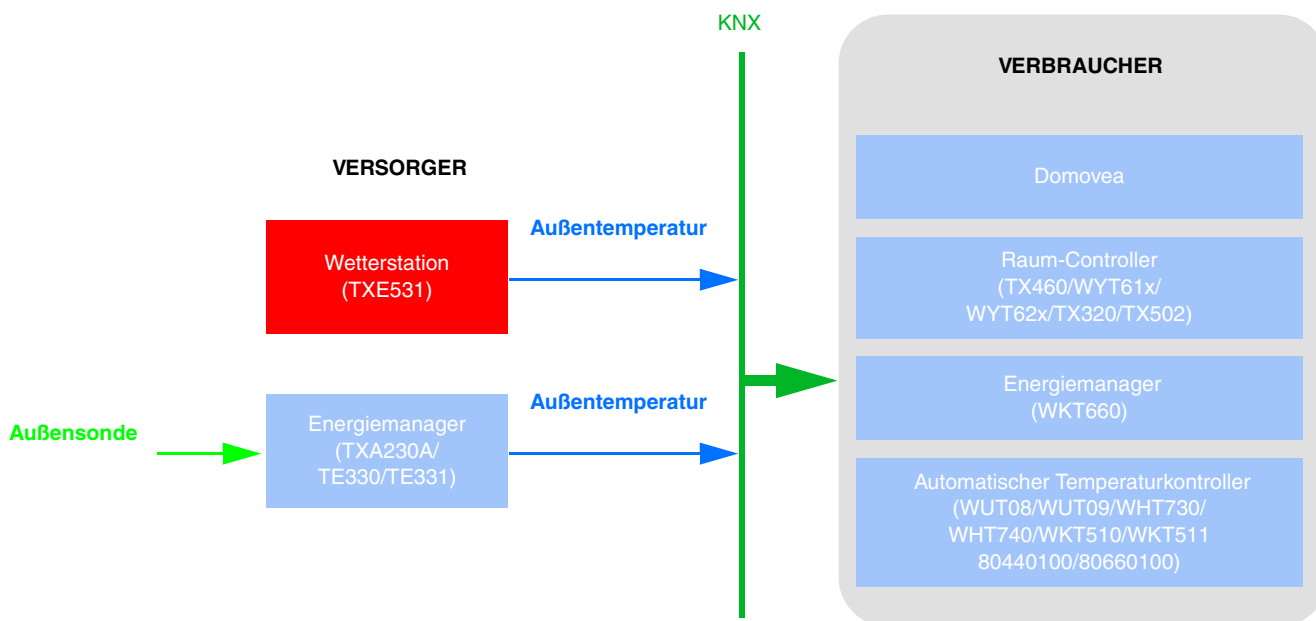 KNX
VERBRAUCHER
VERSORGER
Domovea
Außentemperatur
Wetterstation
(TXE531)
Raum-Controller
(TX460/WYT61x/
WYT62x/TX320/TX502)
Außentemperatur
Außensonde
Energiemanager
(TXA230A/
TE330/TE331)
Energiemanager
(WKT660)
Automatischer Temperaturkontroller
(WUT08/WUT09/WHT730/
WHT740/WKT510/WKT511
80440100/80660100)